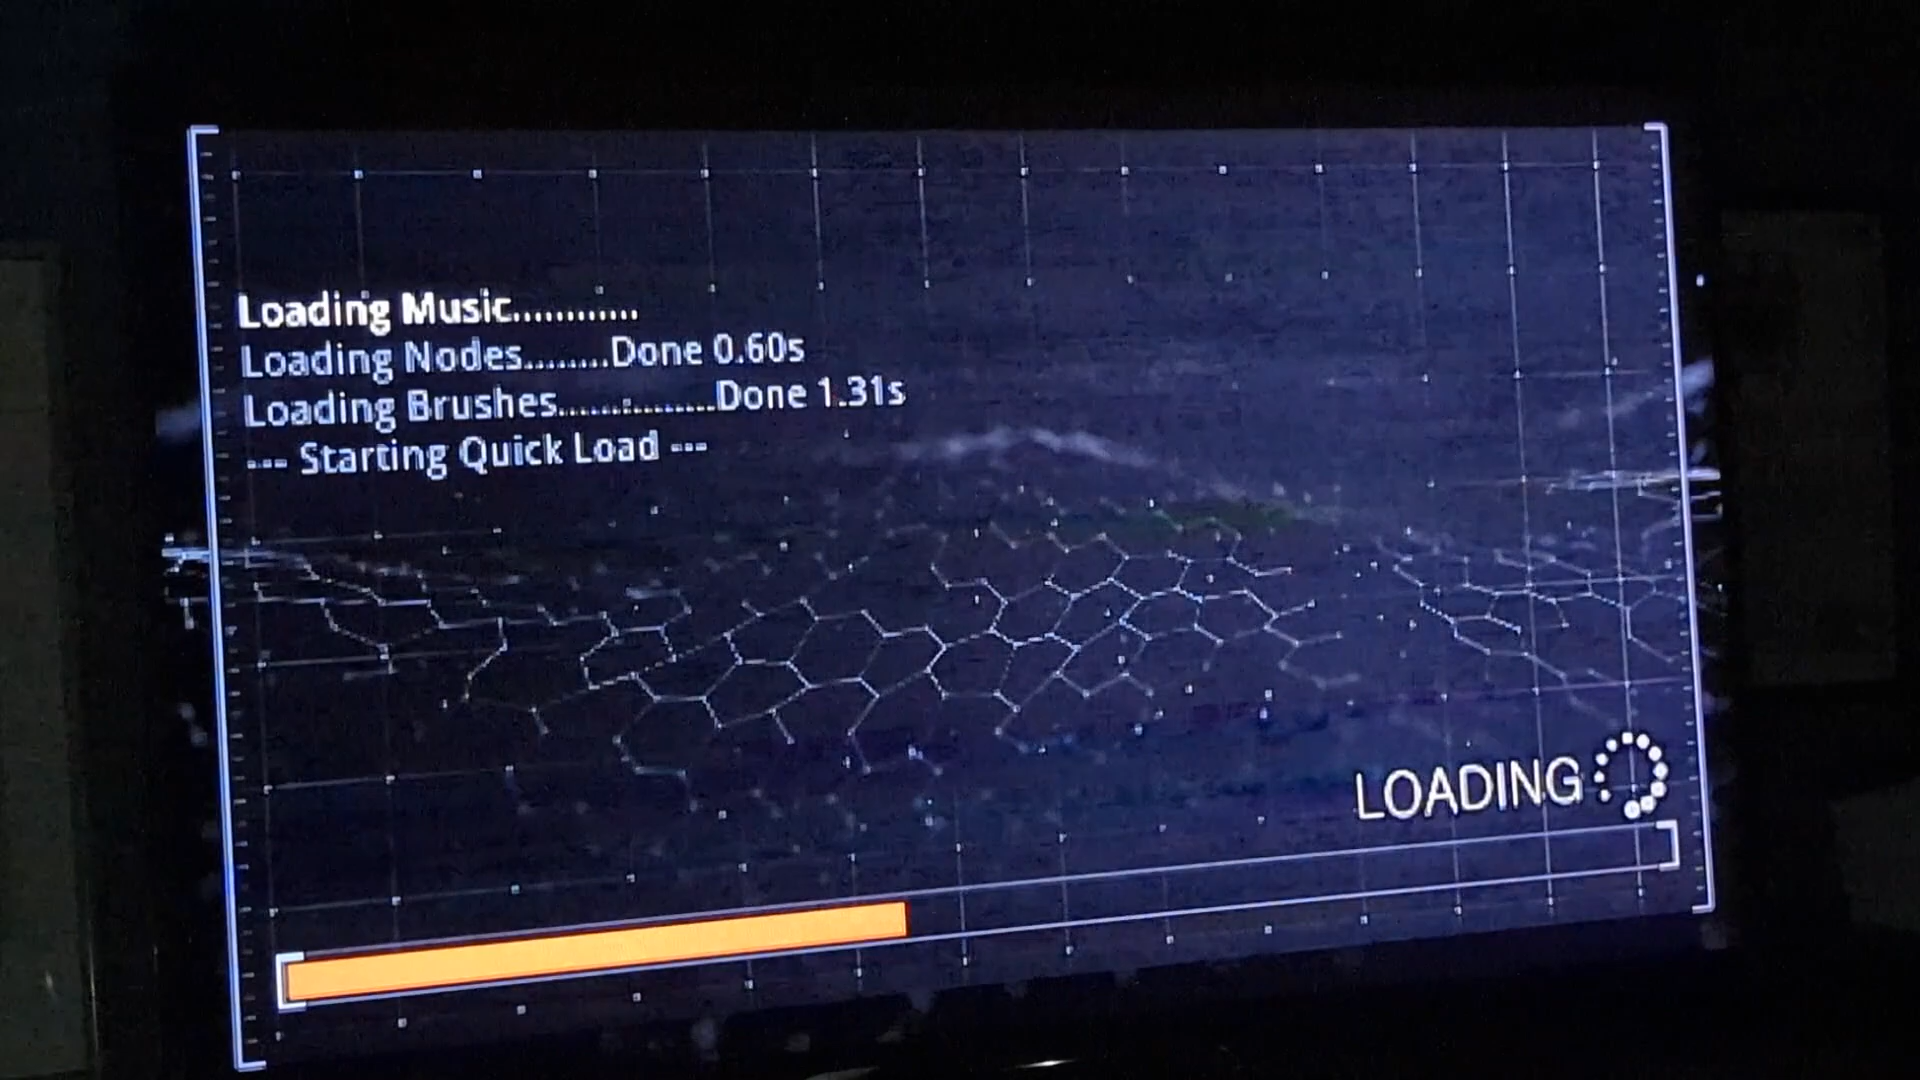 Loading Music............
Loading Nodes........Done 0.60s
Loading Brushes...............Done 1.31s
--- Starting Quick Load ---
LOADING